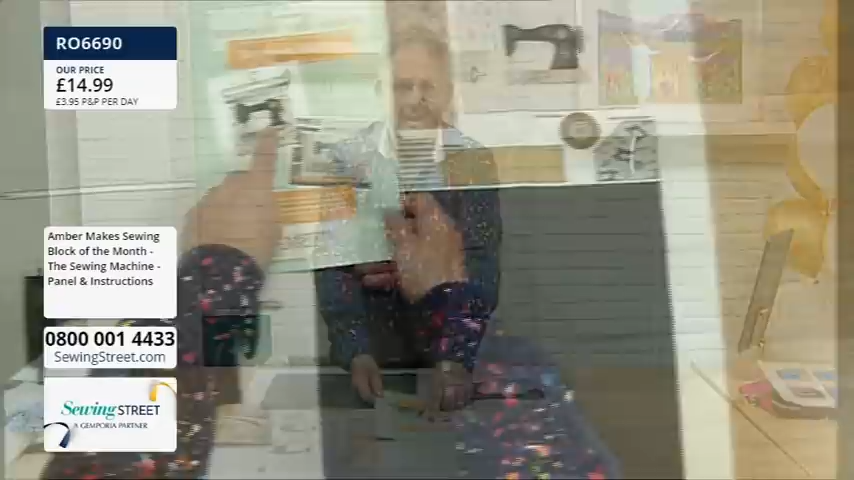 RO6690
OUR PRICE
£14.99
£3.95 P&P PER DAY
Amber Makes Sewing
Block of the Month -
The Sewing Machine -
Panel & Instructions
0800 001 4433
SewingStreet.com
Sewing STREET
A GEMPORIA PARTNER